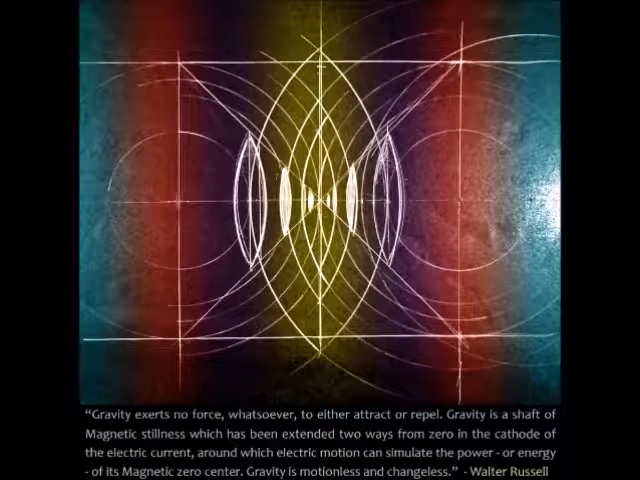 “Gravity exerts no force, whatsoever, to either attract or repel. Gravity is a shaft of
Magnetic stillness which has been extended two ways from zero in the cathode of
the electric current, around which electric motion can simulate the power - or energy
- of its Magnetic zero center. Gravity is motionless and changeless.” - Walter Russell